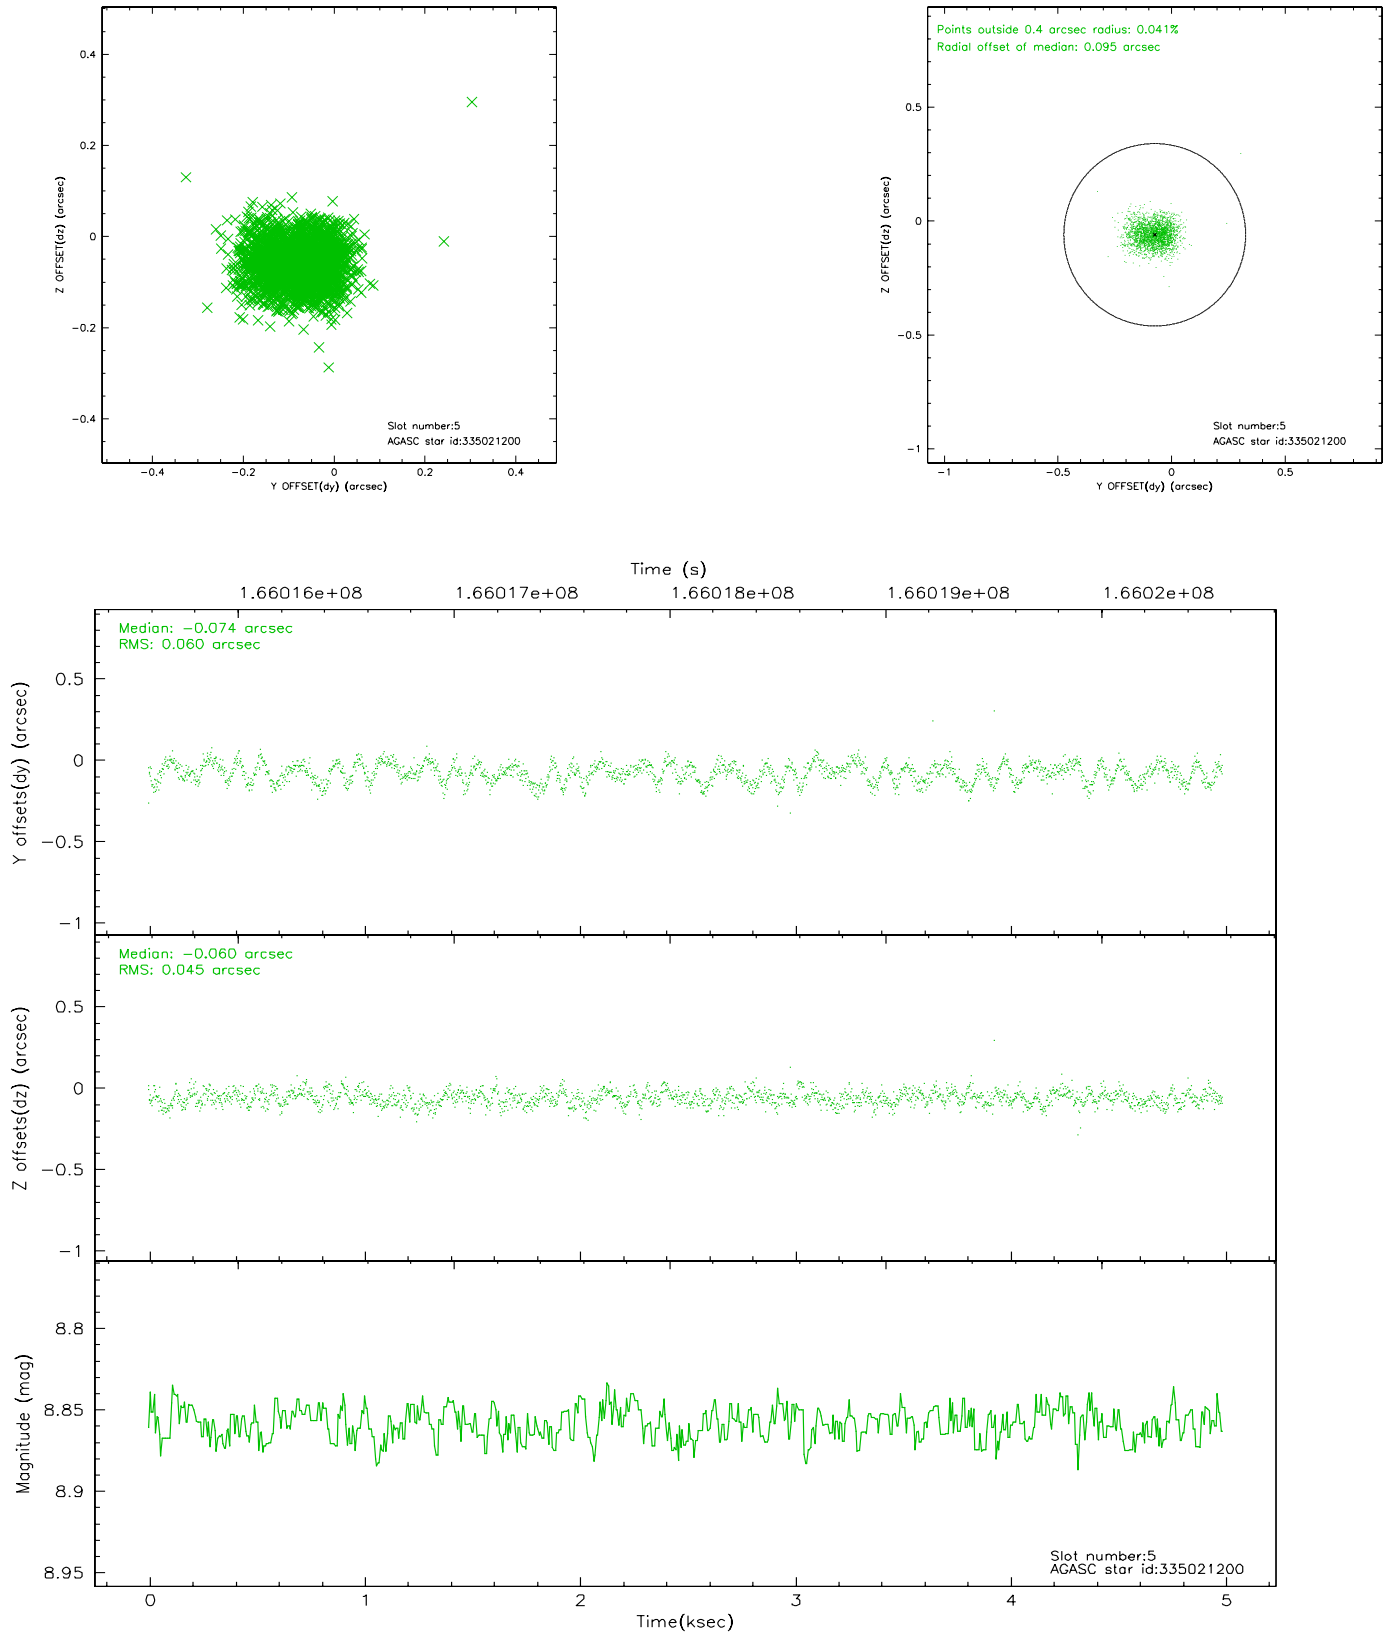 0.4
0.2
0
-0.2
-0.4
Z OFFSET(dz) (arcsec)
Slot number:5
AGASC star id:335021200
-0.4 -0.2 0 0.2 0.4
Y OFFSET(dy) (arcsec)
Points outside 0.4 arcsec radius: 0.041%
Radial offset of median: 0.095 arcsec
0.5
0
-0.5
-1
Z OFFSET(dz) (arcsec)
Slot number:5
AGASC star id:335021200
-1 -0.5 0 0.5
Y OFFSET(dy) (arcsec)
Time (s)
1.66016e+08 1.66017e+08 1.66018e+08 1.66019e+08 1.6602e+08
Median: -0.074 arcsec
RMS: 0.060 arcsec
0.5
0
-0.5
-1
Y offsets(dy) (arcsec)
Median: -0.060 arcsec
RMS: 0.045 arcsec
0.5
0
-0.5
-1
Z offsets(dz) (arcsec)
8.8
8.85
8.9
8.95
Magnitude (mag)
Slot number:5
AGASC star id:335021200
0 1 2 3 4 5
Time(ksec)